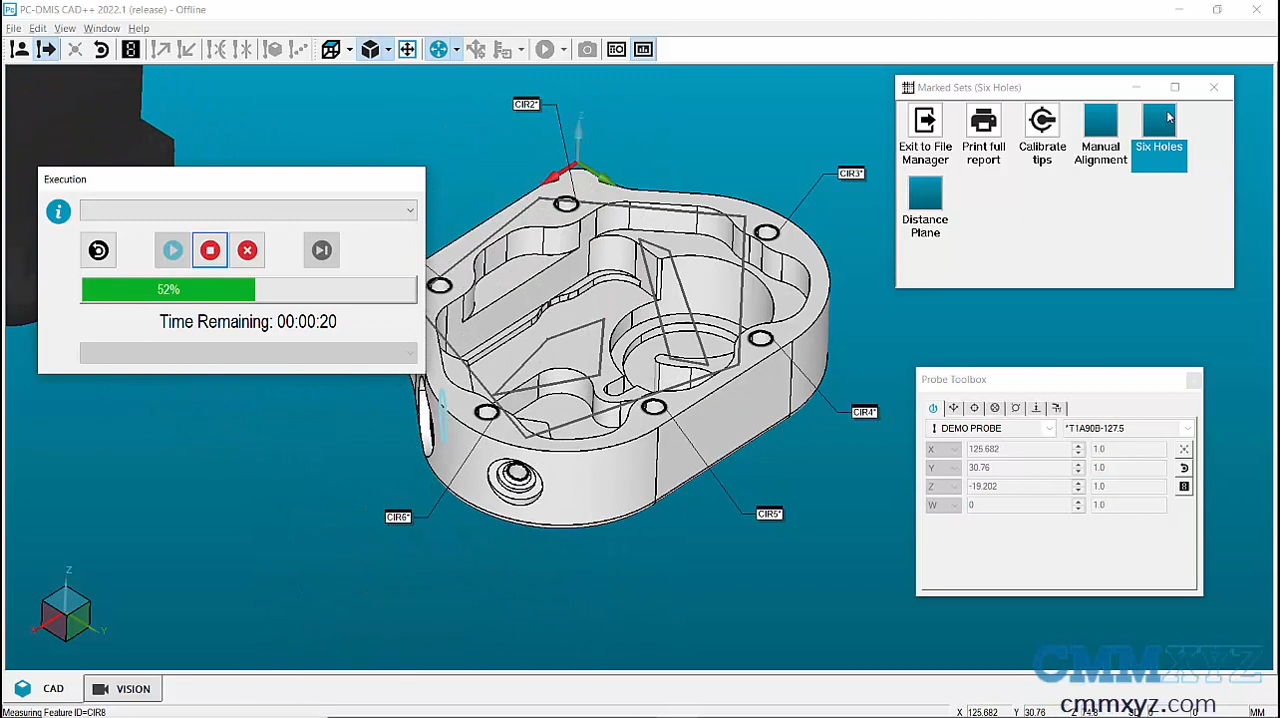 PC-DMIS CAD++ 2022.1 (release) - Offline
File Edit View Window Help
CIR2*
CIR3*
CIR4*
CIR5*
CIR6*
Execution
52%
Time Remaining: 00:00:20
Marked Sets (Six Holes)
Exit to File Manager
Print full report
Calibrate tips
Manual Alignment
Six Holes
Distance Plane
Probe Toolbox
DEMO PROBE *T1A90B-127.5
X 125.682 1.0
Y 30.76 1.0
Z -19.202 1.0
W 0 1.0
Z
X
Y
CAD VISION
CMMXYZ
cmmxyz.com
Measuring Feature ID=CIR8
X 125.682 Y 30.76 MM